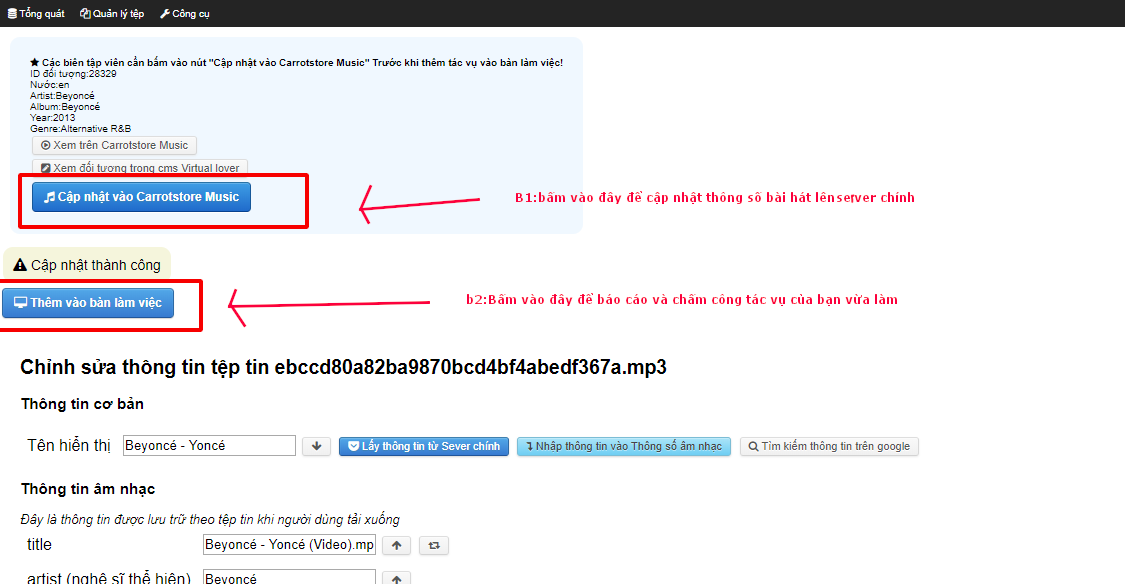 Tổng quát Quản lý tệp Công cụ
★ Các biên tập viên cần bấm vào nút "Cập nhật vào Carrotstore Music" Trước khi thêm tác vụ vào bàn làm việc!
ID đối tượng:28329
Nước:en
Artist:Beyoncé
Album:Beyoncé
Year:2013
Genre:Alternative R&B
Xem trên Carrotstore Music
Xem đối tượng trong cms Virtual lover
Cập nhật vào Carrotstore Music
B1:bấm vào đây để cập nhật thông số bài hát lên server chính
Cập nhật thành công
Thêm vào bàn làm việc
b2:Bấm vào đây để báo cáo và chấm công tác vụ của bạn vừa làm
Chỉnh sửa thông tin tệp tin ebccd80a82ba9870bcd4bf4abedf367a.mp3
Thông tin cơ bản
Tên hiển thị Beyoncé - Yoncé Lấy thông tin từ Sever chính Nhập thông tin vào Thông số âm nhạc Tìm kiếm thông tin trên google
Thông tin âm nhạc
Đây là thông tin được lưu trữ theo tệp tin khi người dùng tải xuống
title Beyoncé - Yoncé (Video).mp
artist (nghệ sĩ thể hiện) Beyoncé